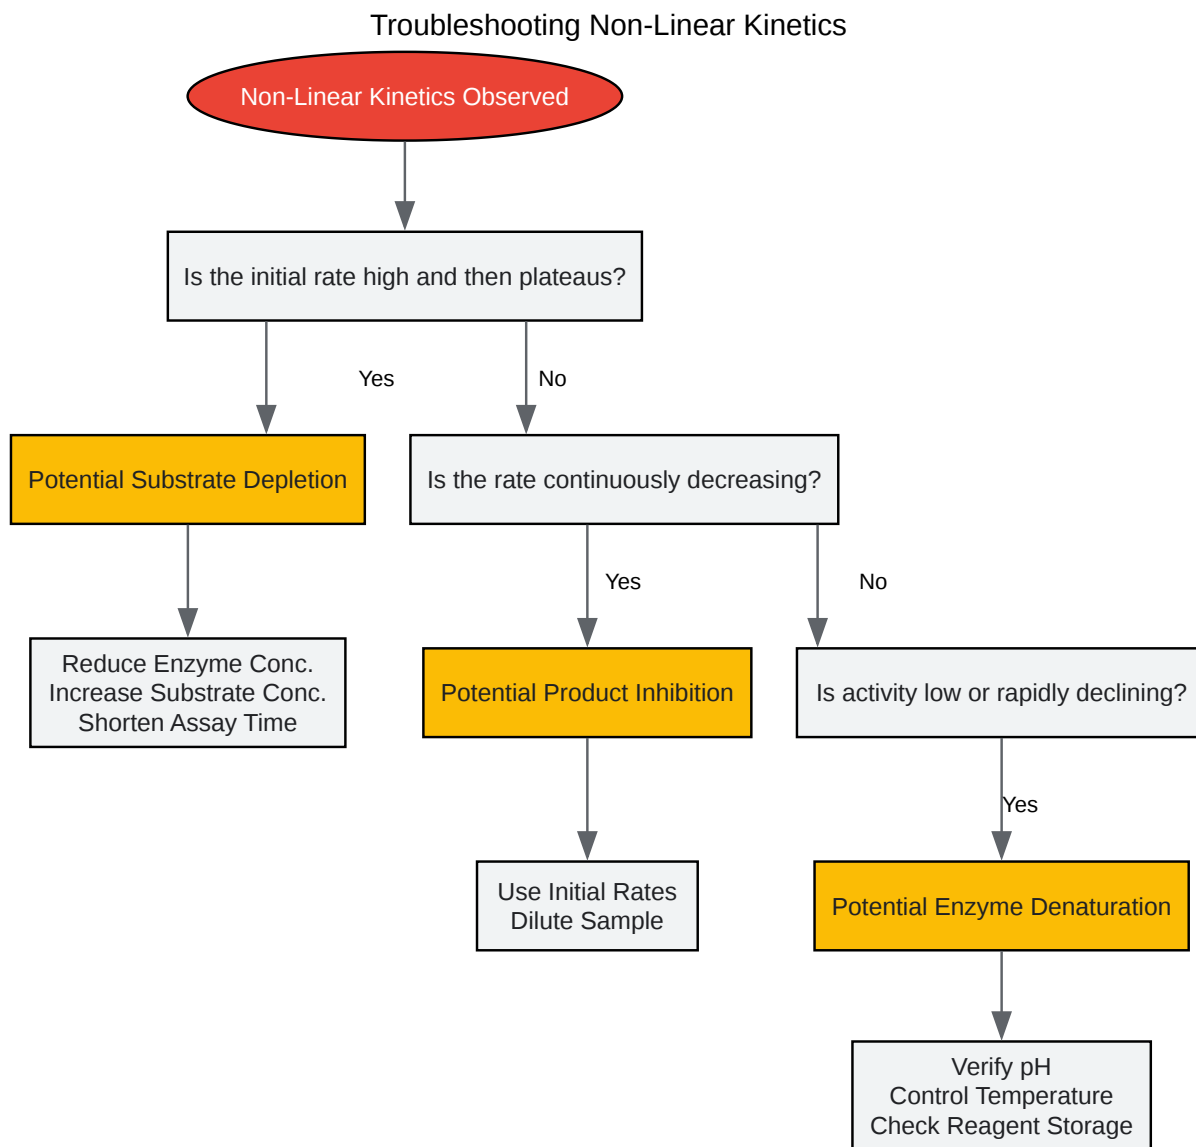 Troubleshooting Non-Linear Kinetics
Non-Linear Kinetics Observed
Is the initial rate high and then plateaus?
Yes
No
Potential Substrate Depletion
Is the rate continuously decreasing?
Yes
No
Reduce Enzyme Conc.
Increase Substrate Conc.
Shorten Assay Time
Potential Product Inhibition
Is activity low or rapidly declining?
Yes
Use Initial Rates
Dilute Sample
Potential Enzyme Denaturation
Verify pH
Control Temperature
Check Reagent Storage